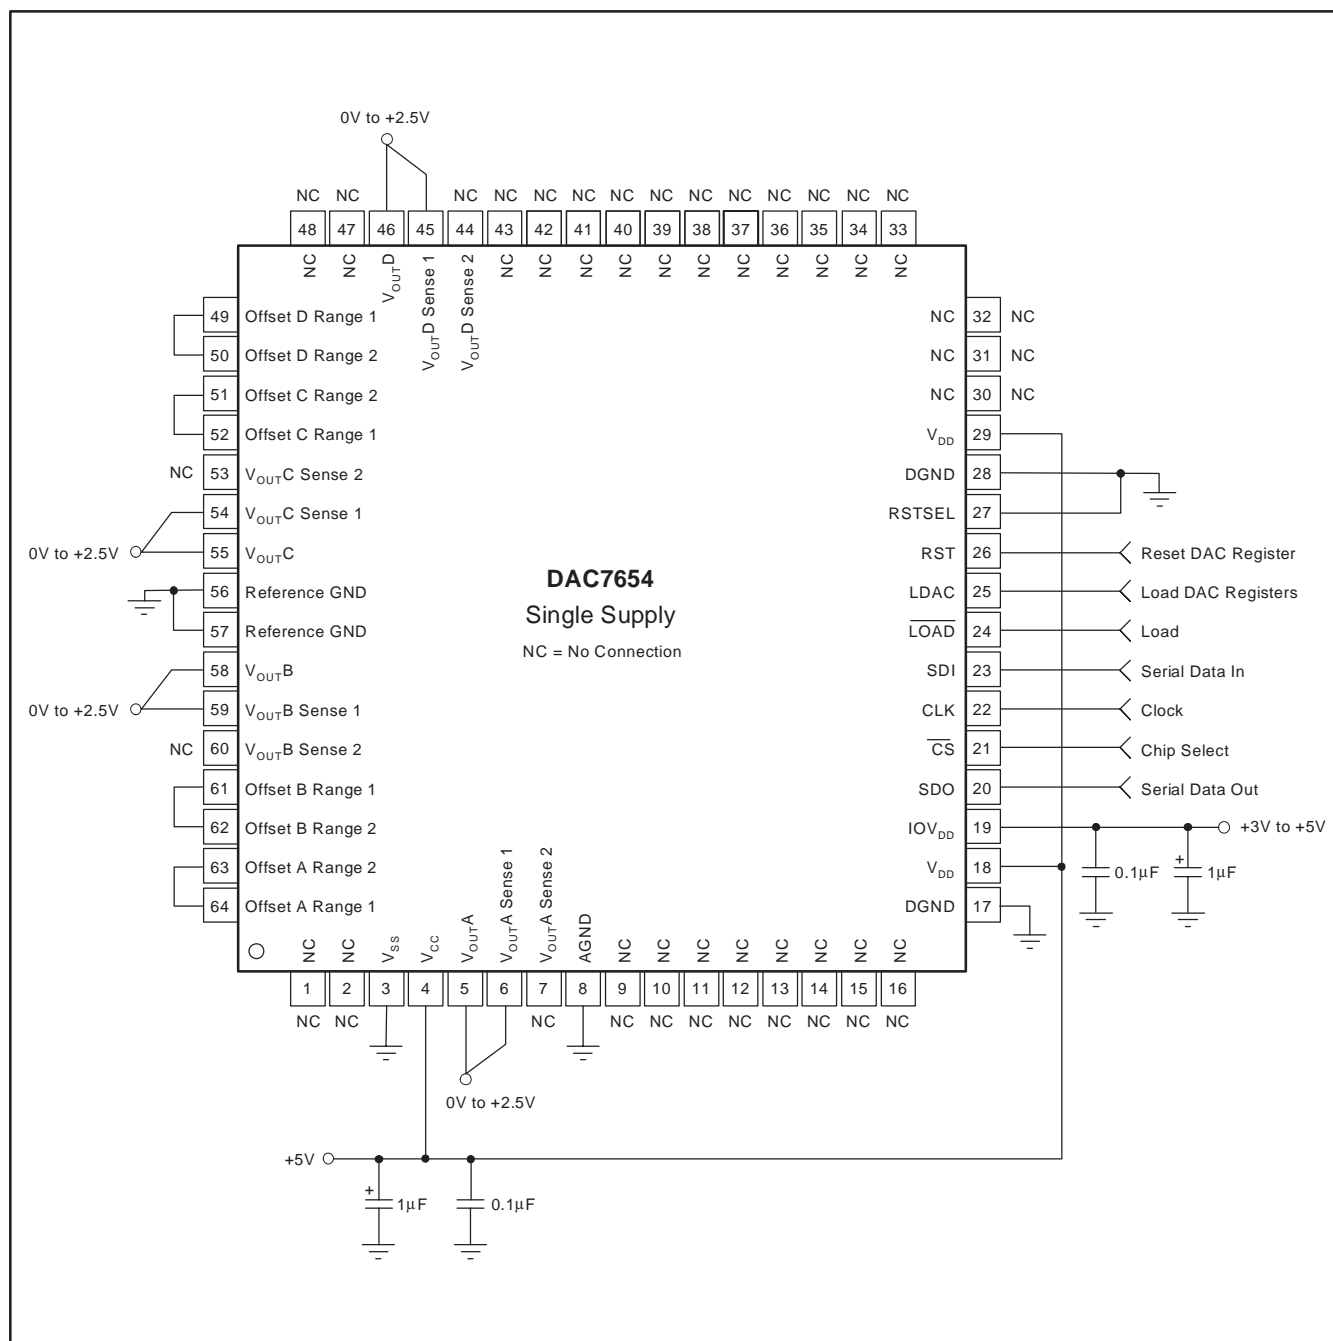 0V to +2.5V
NC NC NC NC NC NC NC NC NC NC NC NC NC NC
48 47 46 45 44 43 42 41 40 39 38 37 36 35 34 33
NC NC VOUTD VOUTD Sense 1 VOUTD Sense 2 NC NC NC NC NC NC NC NC NC NC NC
49 Offset D Range 1
50 Offset D Range 2
51 Offset C Range 2
52 Offset C Range 1
NC 53 VOUTC Sense 2
54 VOUTC Sense 1
0V to +2.5V
55 VOUTC
56 Reference GND
57 Reference GND
58 VOUTB
0V to +2.5V
59 VOUTB Sense 1
NC 60 VOUTB Sense 2
61 Offset B Range 1
62 Offset B Range 2
63 Offset A Range 2
64 Offset A Range 1
DAC7654
Single Supply
NC = No Connection
NC 32 NC
NC 31 NC
NC 30 NC
VDD 29
DGND 28
RSTSEL 27
RST 26 Reset DAC Register
LDAC 25 Load DAC Registers
LOAD 24 Load
SDI 23 Serial Data In
CLK 22 Clock
CS 21 Chip Select
SDO 20 Serial Data Out
IOVDD 19 +3V to +5V
VDD 18
0.1µF + 1µF
DGND 17
NC NC VSS VCC VOUTA VOUTA Sense 1 VOUTA Sense 2 AGND NC NC NC NC NC NC NC NC
1 2 3 4 5 6 7 8 9 10 11 12 13 14 15 16
NC NC NC NC NC NC NC NC NC NC NC
0V to +2.5V
+5V
+ 1µF 0.1µF